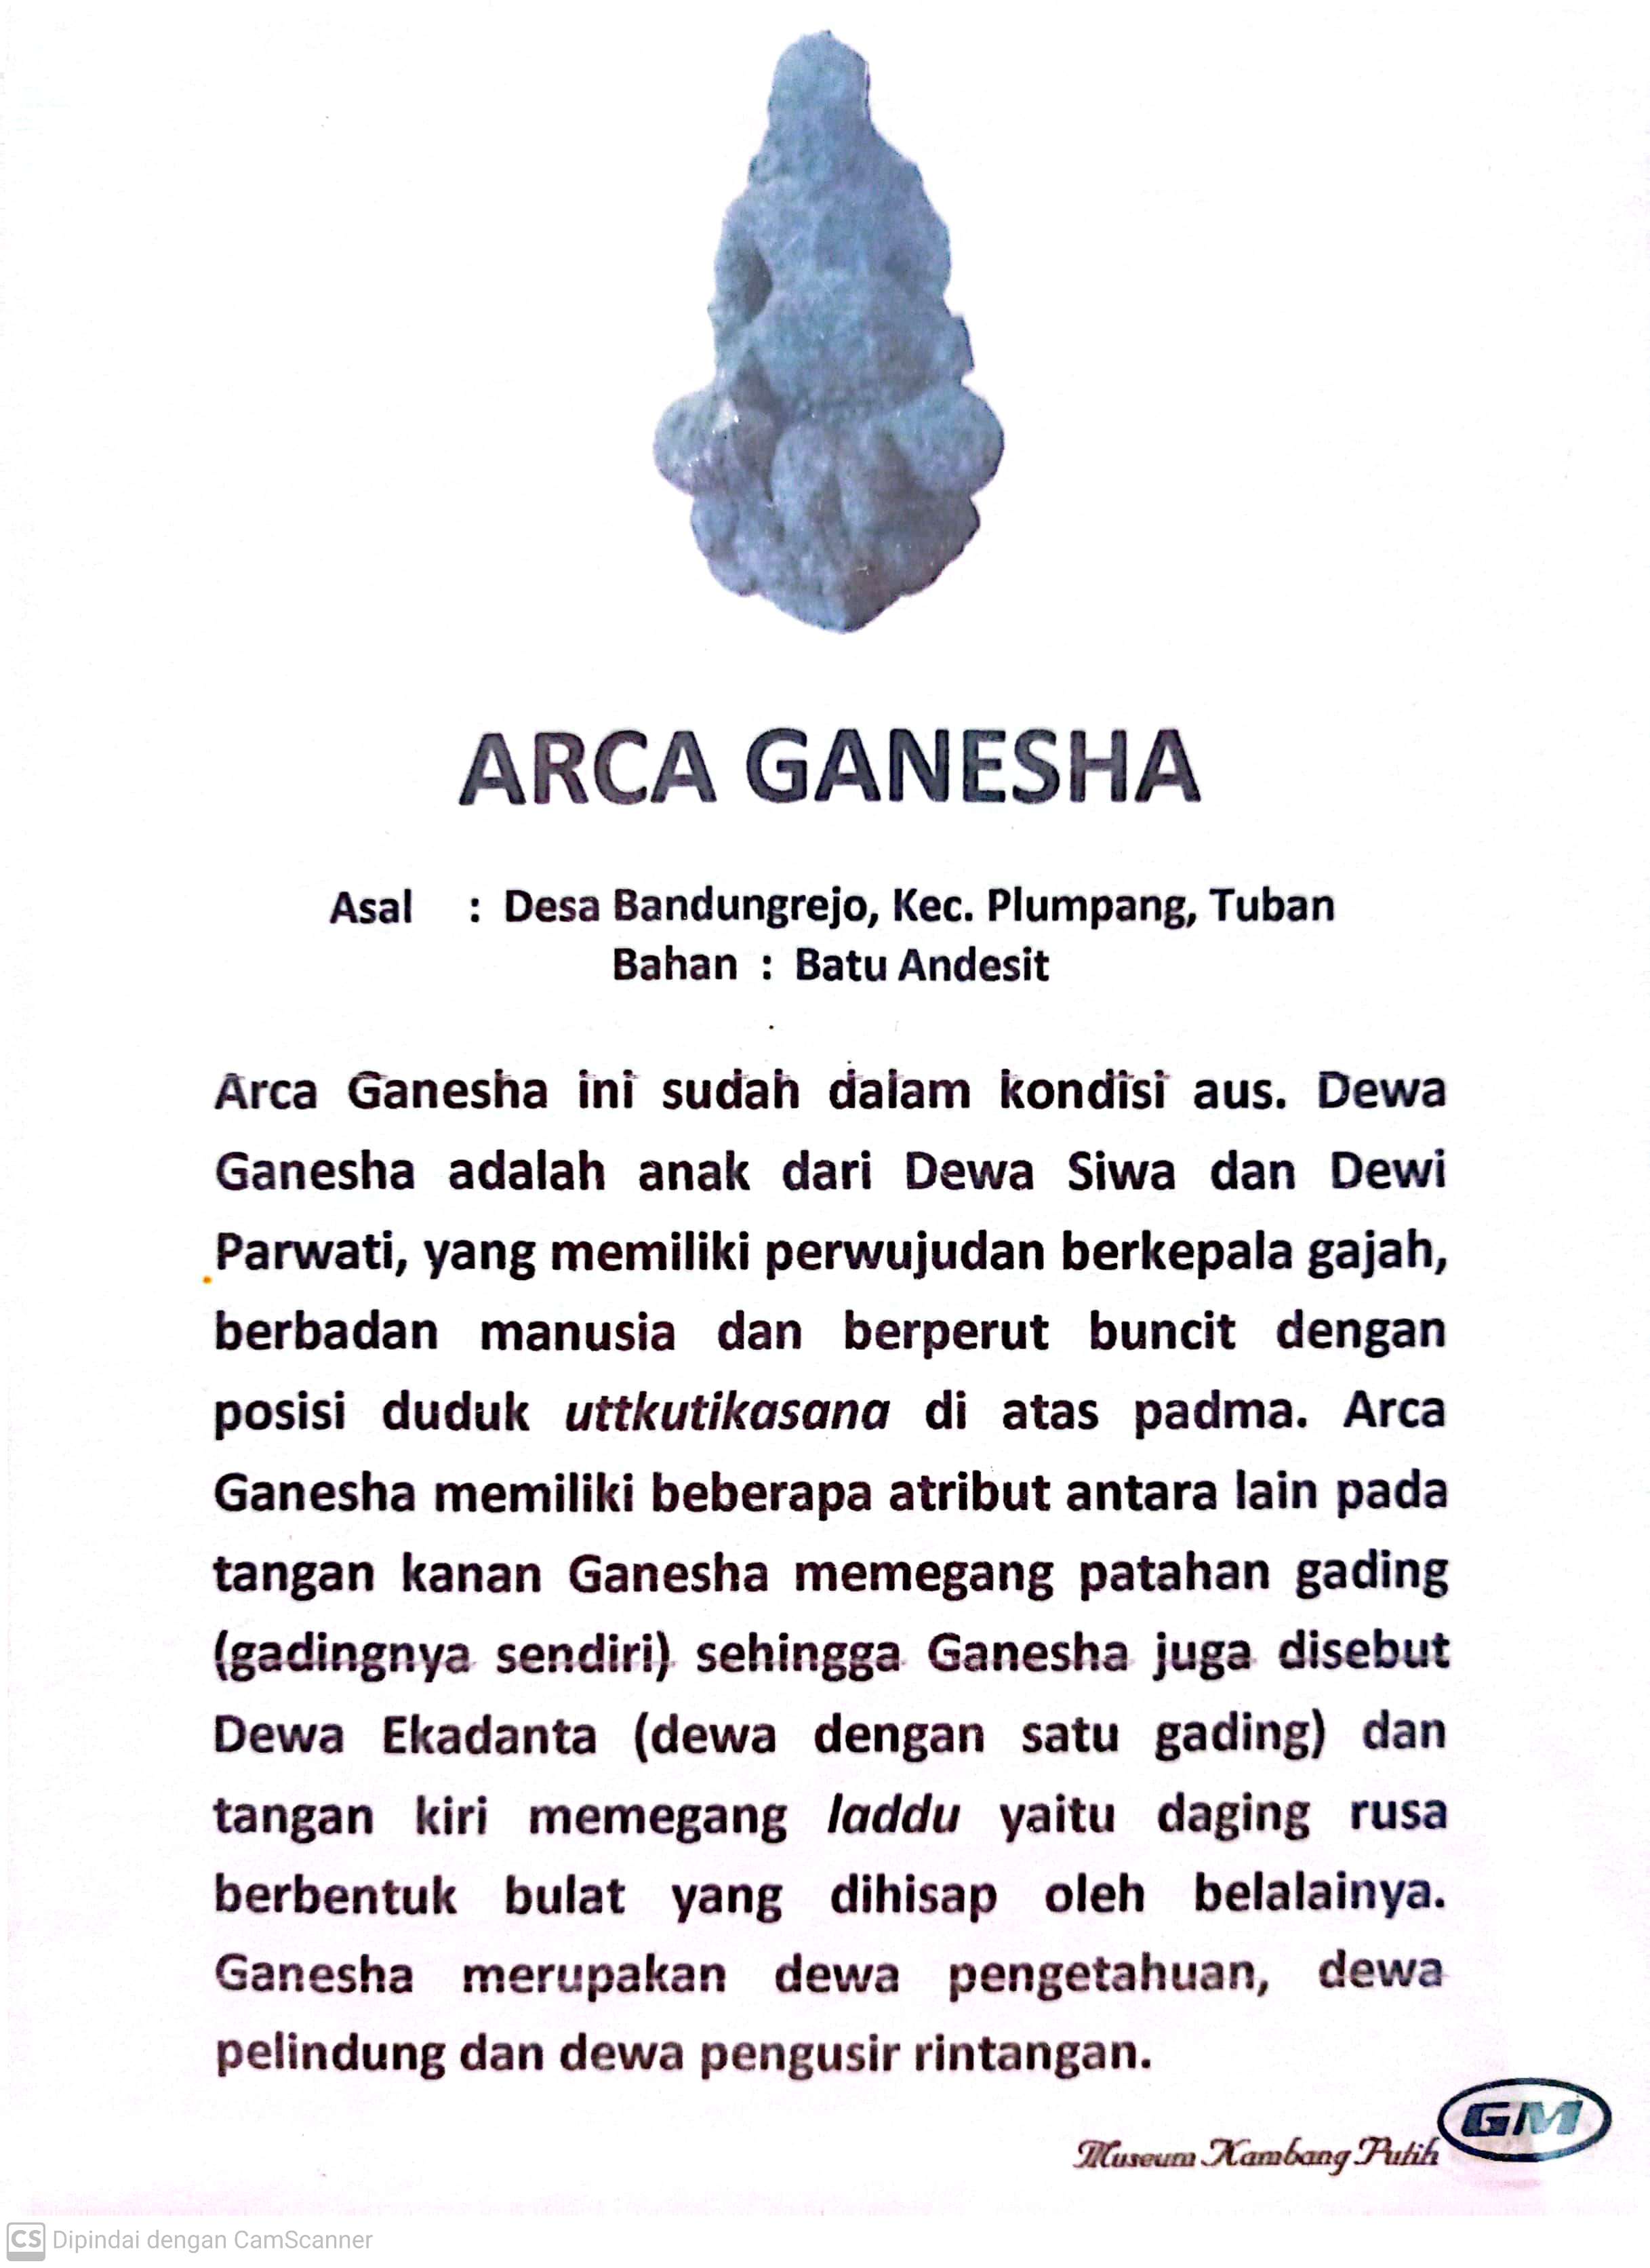 ARCA GANESHA
Asal : Desa Bandungrejo, Kec. Plumpang, Tuban
Bahan : Batu Andesit
Arca Ganesha ini sudah dalam kondisi aus. Dewa
Ganesha adalah anak dari Dewa Siwa dan Dewi
Parwati, yang memiliki perwujudan berkepala gajah,
berbadan manusia dan berperut buncit dengan
posisi duduk uttkutikasana di atas padma. Arca
Ganesha memiliki beberapa atribut antara lain pada
tangan kanan Ganesha memegang patahan gading
(gadingnya sendiri) sehingga Ganesha juga disebut
Dewa Ekadanta (dewa dengan satu gading) dan
tangan kiri memegang laddu yaitu daging rusa
berbentuk bulat yang dihisap oleh belalainya.
Ganesha merupakan dewa pengetahuan, dewa
pelindung dan dewa pengusir rintangan.
GM
Museum Kambang Putih
CS Dipindai dengan CamScanner